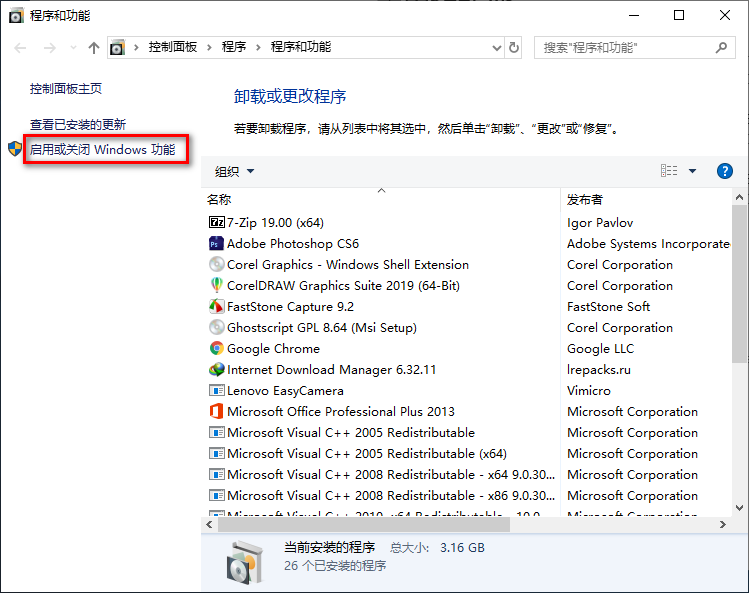 程序和功能
控制面板 › 程序 › 程序和功能
搜索"程序和功能"
控制面板主页
查看已安装的更新
启用或关闭 Windows 功能
卸载或更改程序
若要卸载程序，请从列表中将其选中，然后单击“卸载”、“更改”或“修复”。
组织
名称 发布者
7-Zip 19.00 (x64) Igor Pavlov
Adobe Photoshop CS6 Adobe Systems Incorporate
Corel Graphics - Windows Shell Extension Corel Corporation
CorelDRAW Graphics Suite 2019 (64-Bit) Corel Corporation
FastStone Capture 9.2 FastStone Soft
Ghostscript GPL 8.64 (Msi Setup) Corel Corporation
Google Chrome Google LLC
Internet Download Manager 6.32.11 lrepacks.ru
Lenovo EasyCamera Vimicro
Microsoft Office Professional Plus 2013 Microsoft Corporation
Microsoft Visual C++ 2005 Redistributable Microsoft Corporation
Microsoft Visual C++ 2005 Redistributable (x64) Microsoft Corporation
Microsoft Visual C++ 2008 Redistributable - x64 9.0.30... Microsoft Corporation
Microsoft Visual C++ 2008 Redistributable - x86 9.0.30... Microsoft Corporation
Microsoft Visual C++ 2010 x64 Redistributable - 10.0 Microsoft Corporation
当前安装的程序 总大小: 3.16 GB
26 个已安装的程序